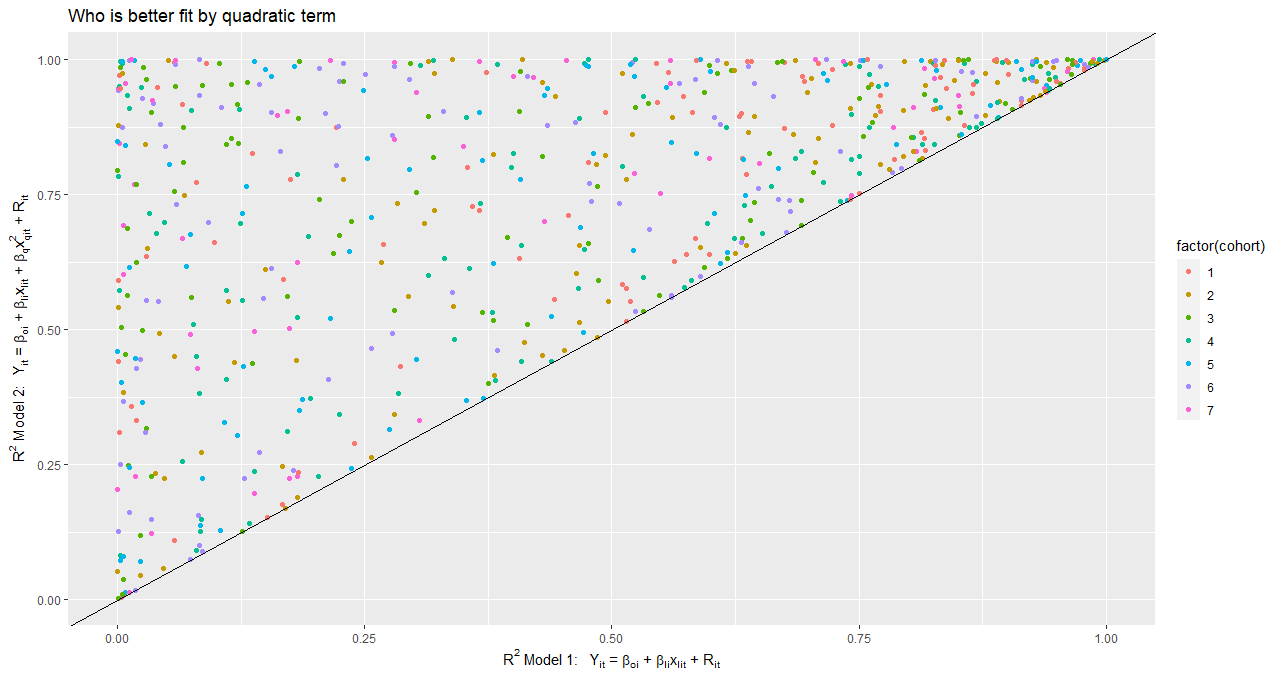 Who is better fit by quadratic term
R² Model 2: Yᵢₜ = βₒᵢ + βₗᵢxₗᵢₜ + β_q x²_qit + Rᵢₜ
1.00
0.75
0.50
0.25
0.00
0.00 0.25 0.50 0.75 1.00
R² Model 1: Yᵢₜ = βₒᵢ + βₗᵢxₗᵢₜ + Rᵢₜ
factor(cohort)
1
2
3
4
5
6
7